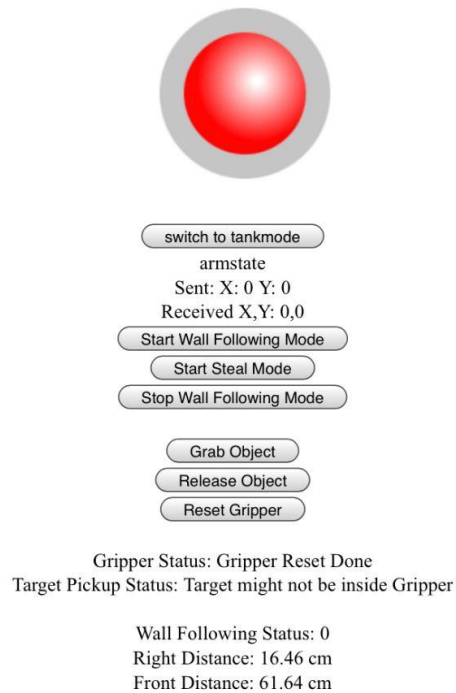 switch to tankmode
armstate
Sent: X: 0 Y: 0
Received X,Y: 0,0
Start Wall Following Mode
Start Steal Mode
Stop Wall Following Mode
Grab Object
Release Object
Reset Gripper
Gripper Status: Gripper Reset Done
Target Pickup Status: Target might not be inside Gripper
Wall Following Status: 0
Right Distance: 16.46 cm
Front Distance: 61.64 cm